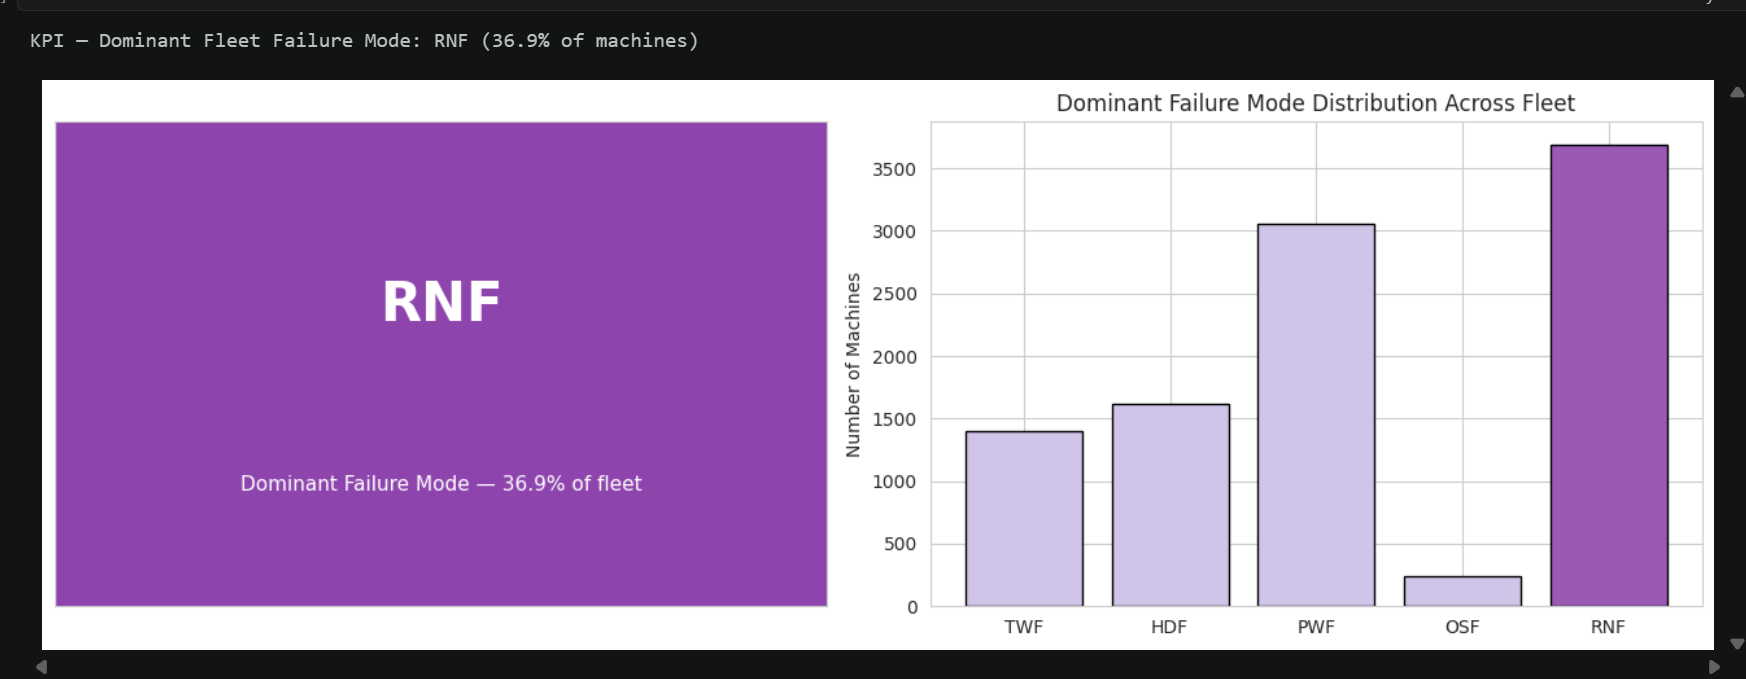 KPI — Dominant Fleet Failure Mode: RNF (36.9% of machines)
RNF
Dominant Failure Mode — 36.9% of fleet
Dominant Failure Mode Distribution Across Fleet
Number of Machines
3500
3000
2500
2000
1500
1000
500
0
TWF HDF PWF OSF RNF